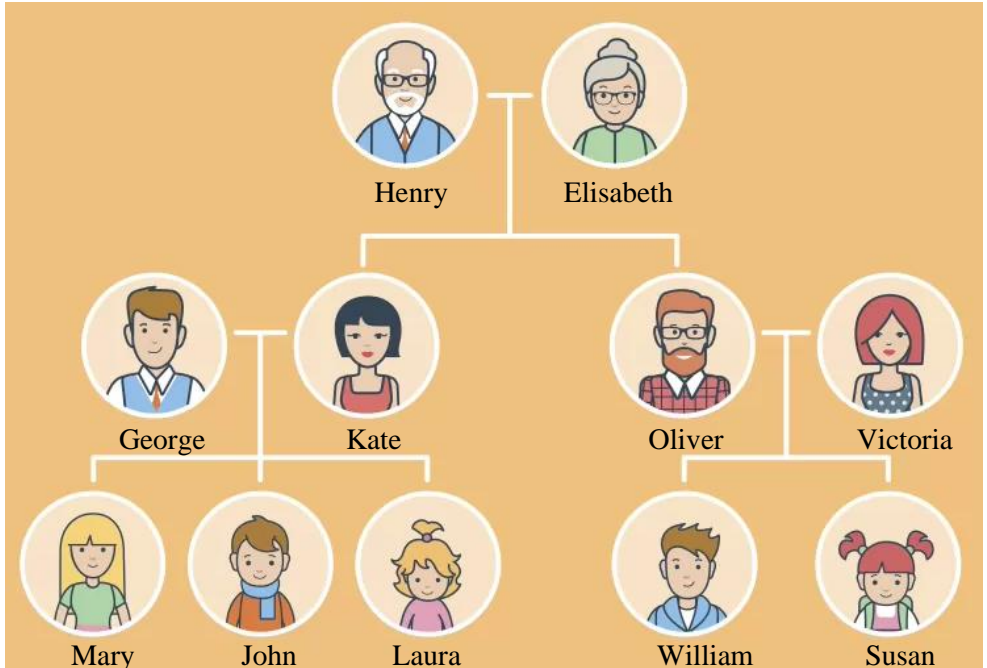 Henry Elisabeth
George Kate Oliver Victoria
Mary John Laura William Susan